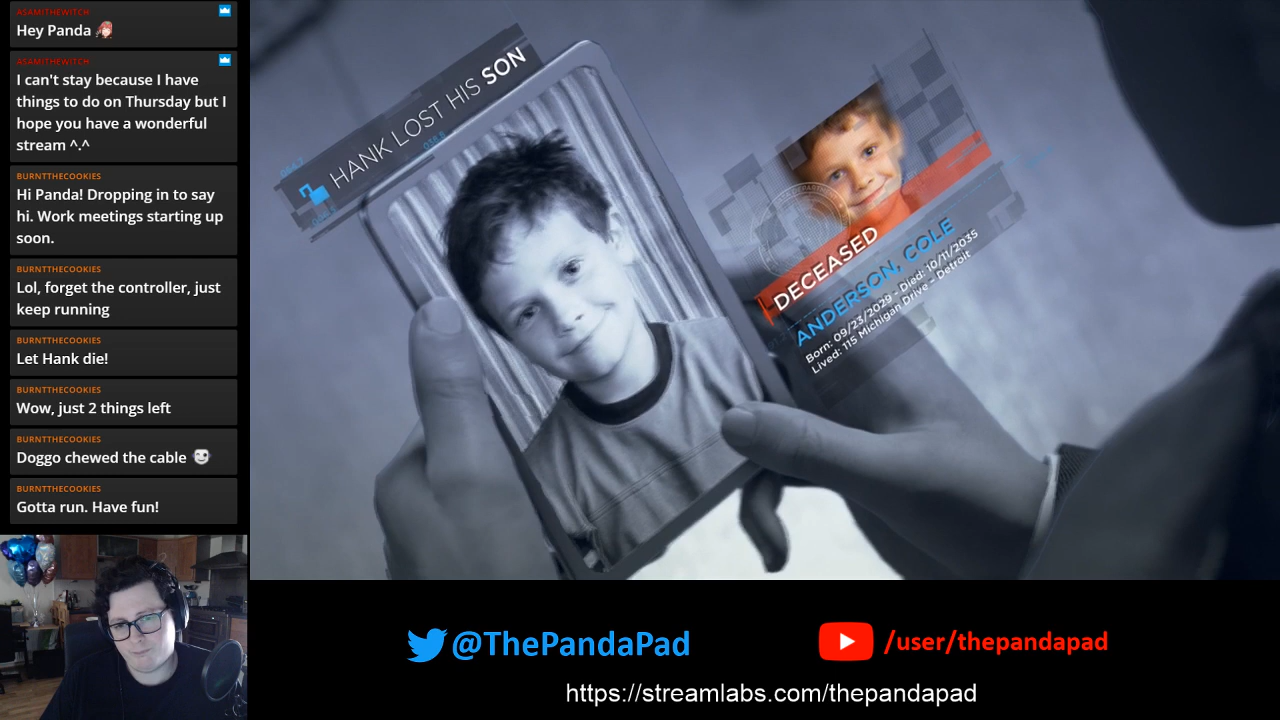 ASAMITHEWITCH
Hey Panda
ASAMITHEWITCH
I can't stay because I have
things to do on Thursday but I
hope you have a wonderful
stream ^.^
BURNTTHECOOKIES
Hi Panda! Dropping in to say
hi. Work meetings starting up
soon.
BURNTTHECOOKIES
Lol, forget the controller, just
keep running
BURNTTHECOOKIES
Let Hank die!
BURNTTHECOOKIES
Wow, just 2 things left
BURNTTHECOOKIES
Doggo chewed the cable
BURNTTHECOOKIES
Gotta run. Have fun!
HANK LOST HIS SON
DECEASED
ANDERSON, COLE
Born: 09/23/2029 - Died: 10/11/2035
Lived: 115 Michigan Drive - Detroit
@ThePandaPad
/user/thepandapad
https://streamlabs.com/thepandapad